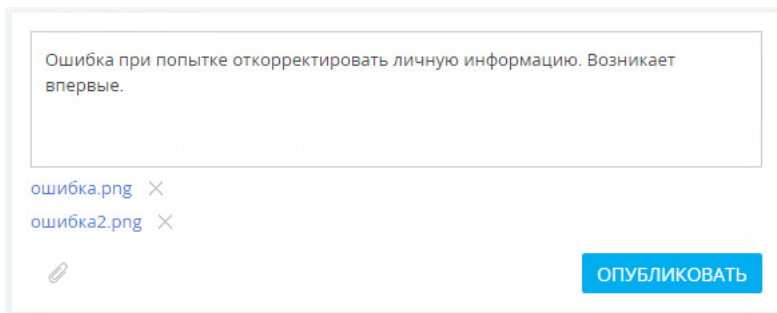 Ошибка при попытке откорректировать личную информацию. Возникает
впервые.
ошибка.png
ошибка2.png
ОПУБЛИКОВАТЬ